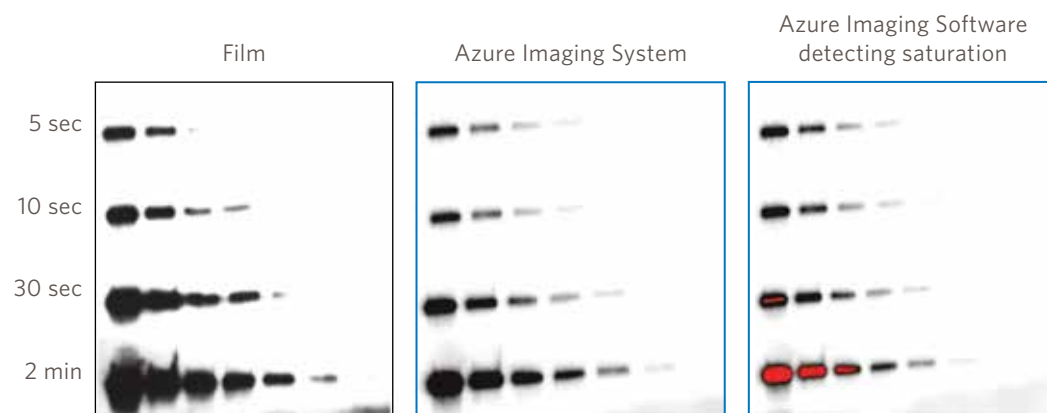 Film
Azure Imaging System
Azure Imaging Software
detecting saturation
5 sec
10 sec
30 sec
2 min